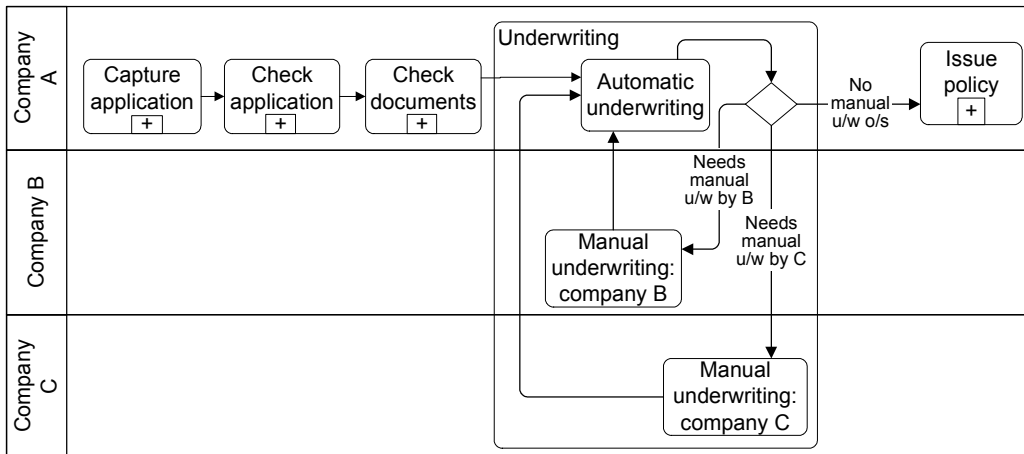 Company
A
Capture
application
+
Check
application
+
Check
documents
+
Underwriting
Automatic
underwriting
No
manual
u/w o/s
Issue
policy
+
Company B
Needs
manual
u/w by B
Needs
manual
u/w by C
Manual
underwriting:
company B
Company
C
Manual
underwriting:
company C